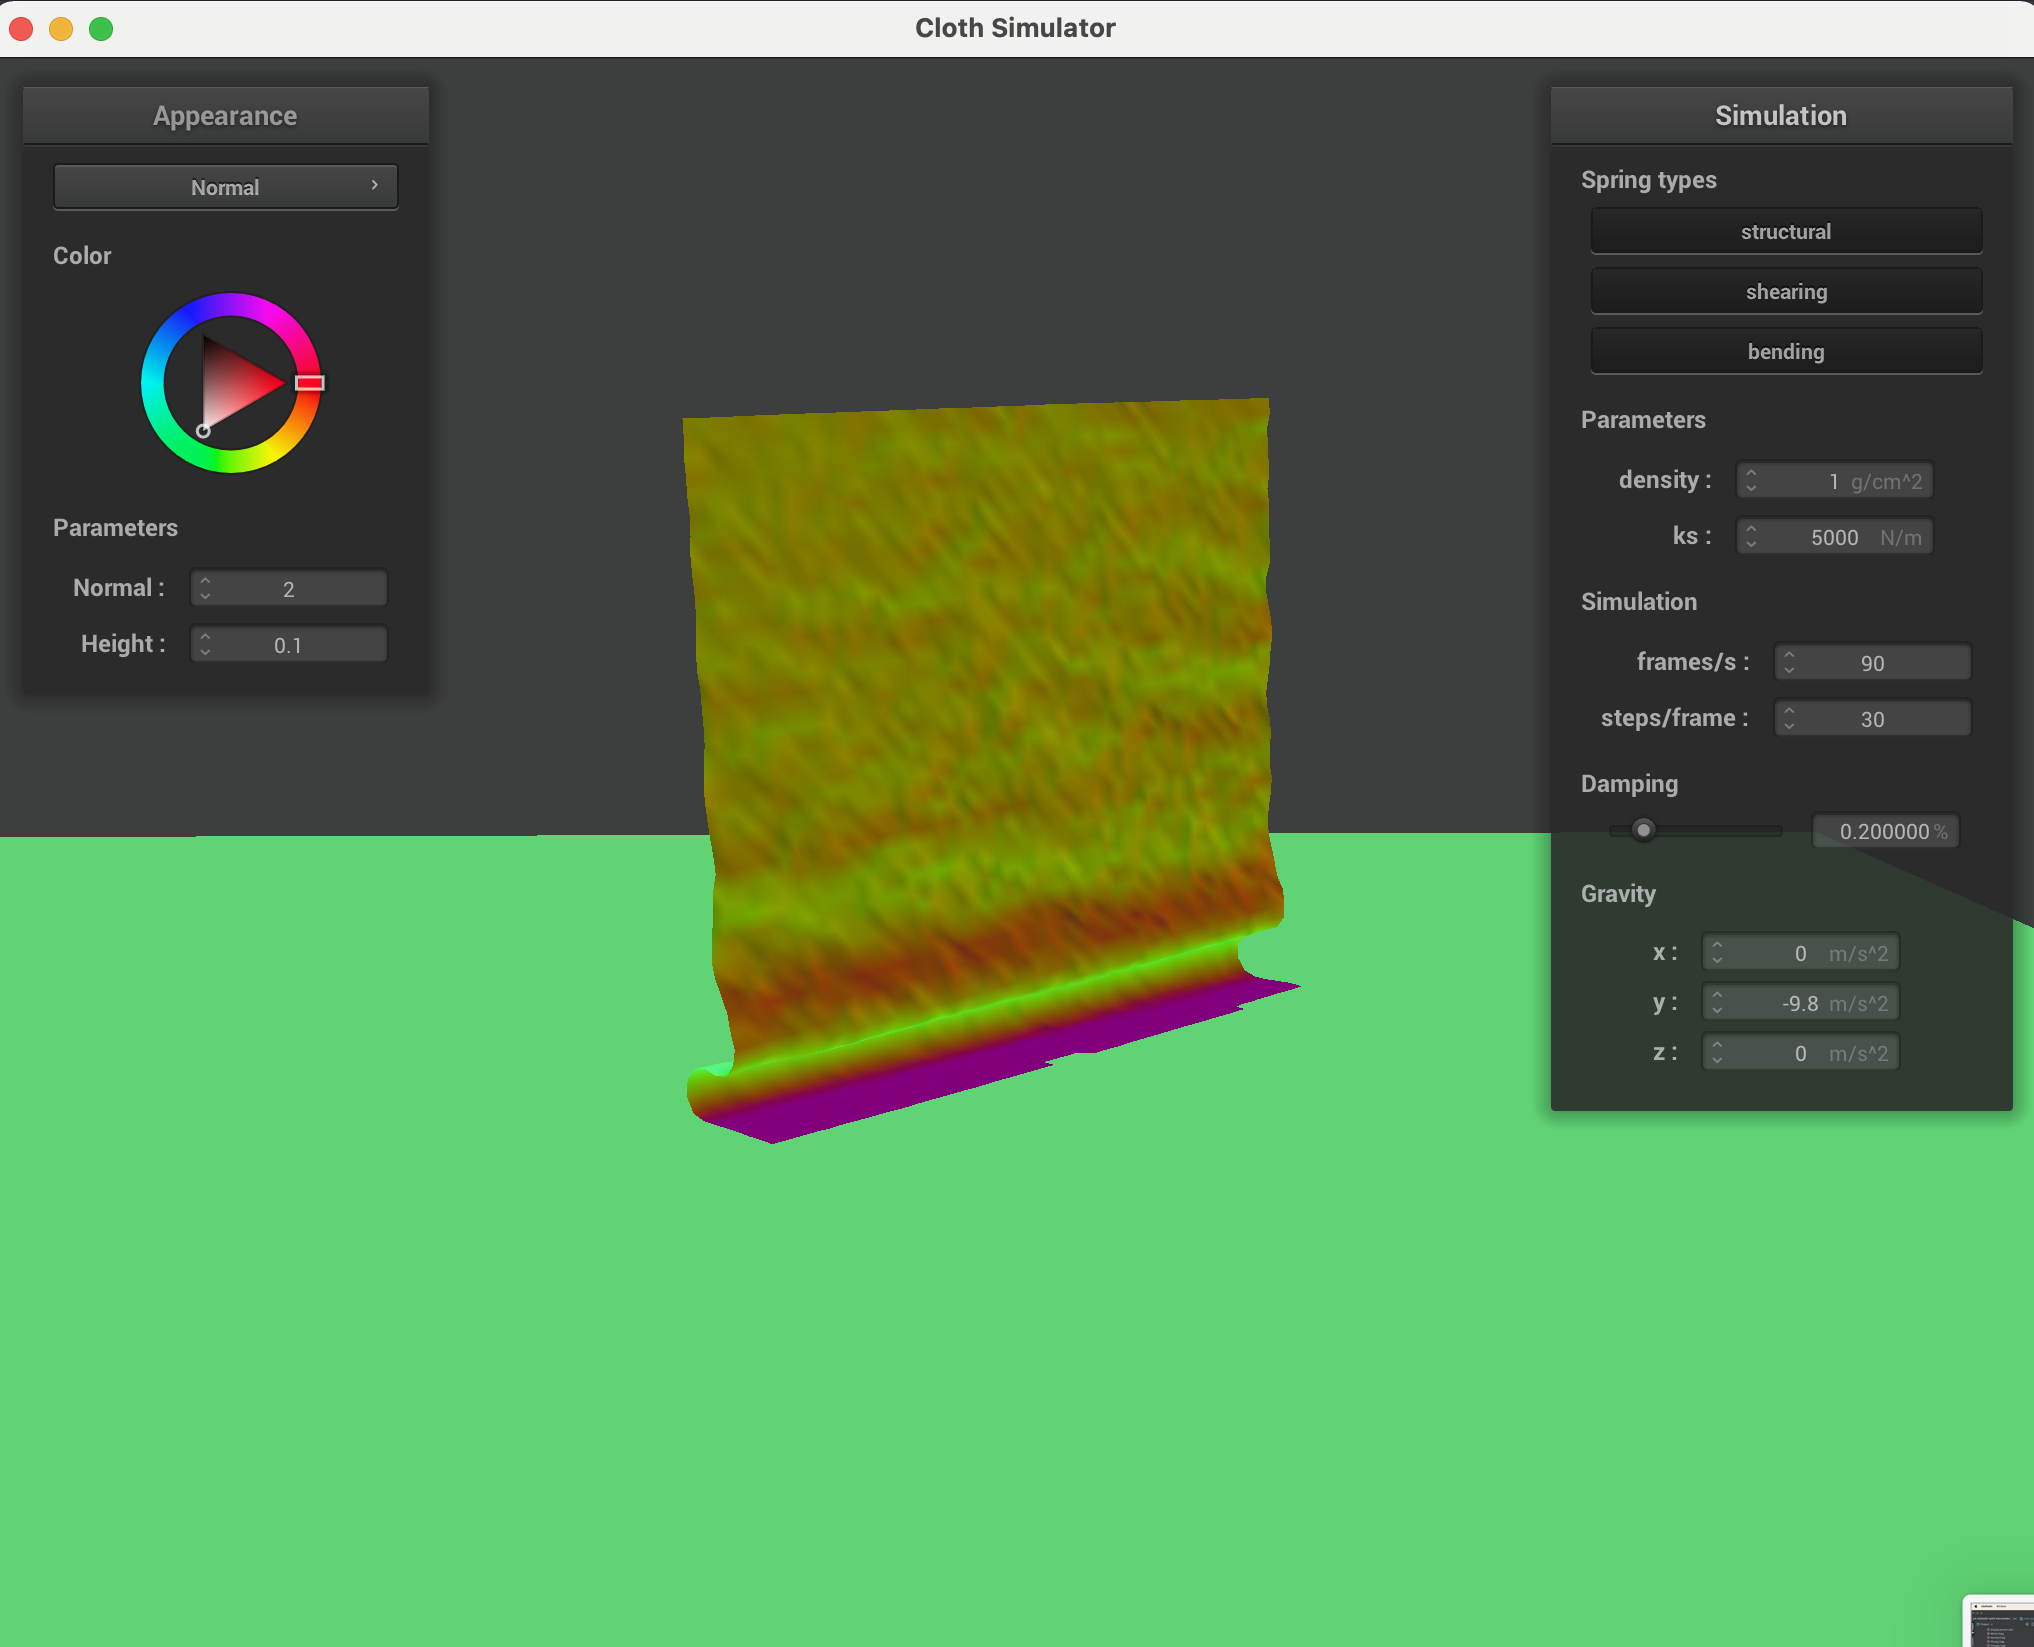 Cloth Simulator
Appearance
Normal
Color
Parameters
Normal : 2
Height : 0.1
Simulation
Spring types
structural
shearing
bending
Parameters
density : 1 g/cm^2
ks : 5000 N/m
Simulation
frames/s : 90
steps/frame : 30
Damping
0.200000 %
Gravity
x : 0 m/s^2
y : -9.8 m/s^2
z : 0 m/s^2